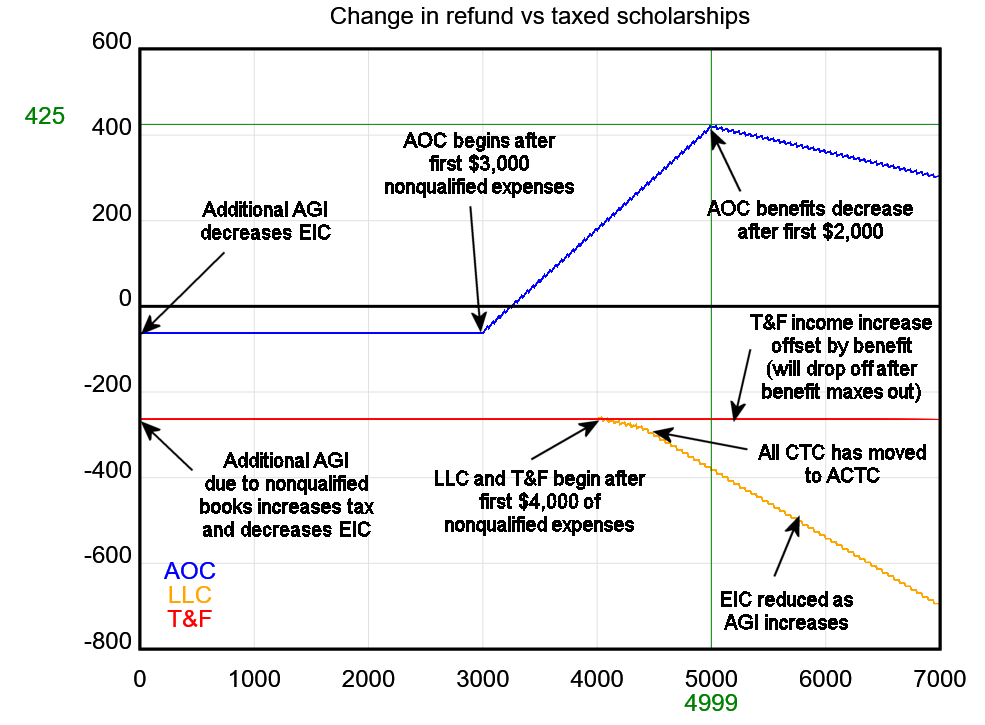 Change in refund vs taxed scholarships
600
425
400
200
0
-200
-400
-600
-800
AOC begins after
first $3,000
nonqualified expenses
Additional AGI
decreases EIC
AOC benefits decrease
after first $2,000
T&F income increase
offset by benefit
(will drop off after
benefit maxes out)
Additional AGI
due to nonqualified
books increases tax
and decreases EIC
LLC and T&F begin after
first $4,000 of
nonqualified expenses
All CTC has moved
to ACTC
EIC reduced as
AGI increases
AOC
LLC
T&F
0 1000 2000 3000 4000 5000 6000 7000
4999